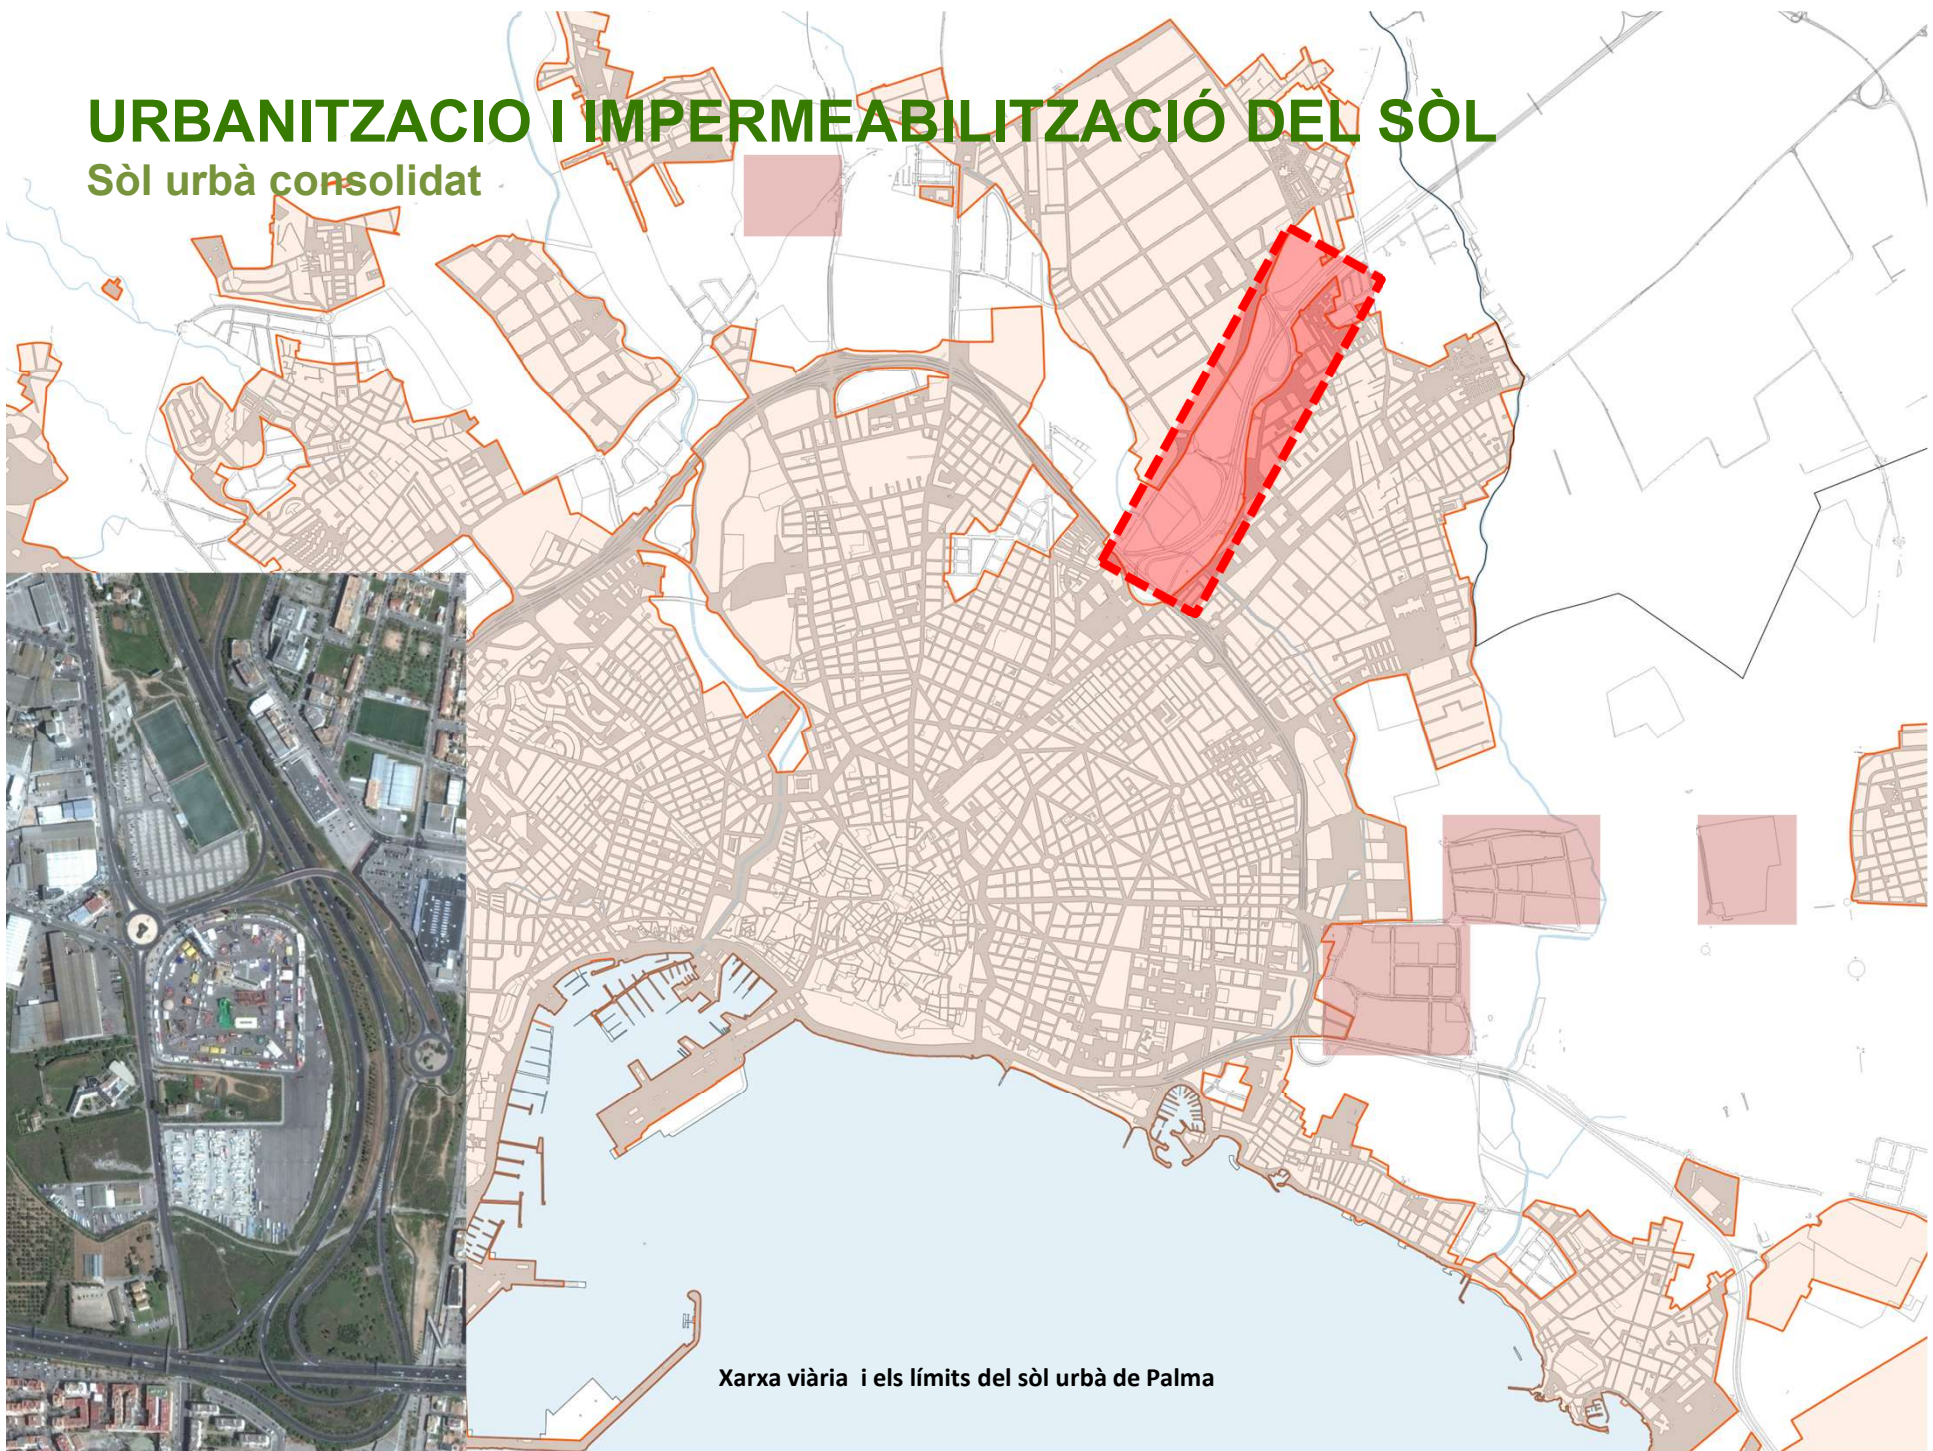 URBANITZACIO I IMPERMEABILITZACIÓ DEL SÒL
Sòl urbà consolidat
Xarxa viària i els límits del sòl urbà de Palma